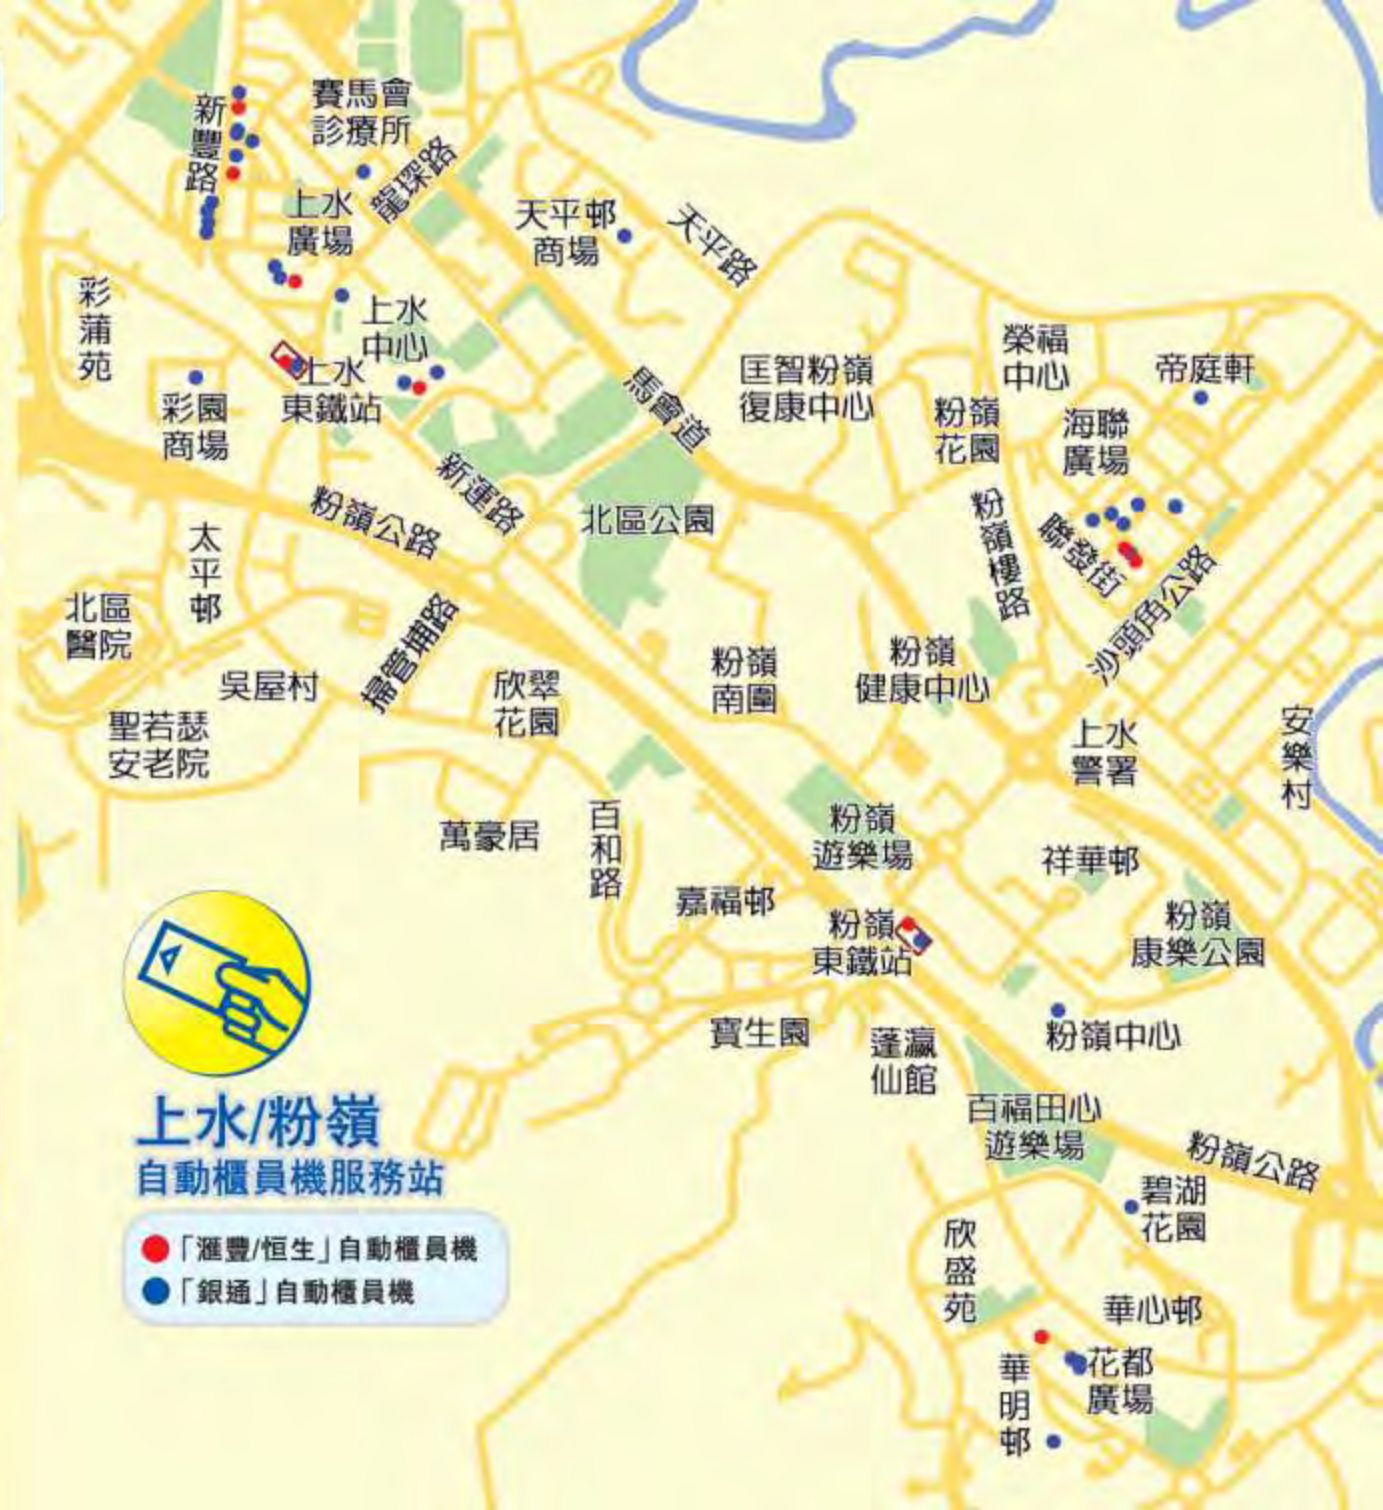 新豐路
賽馬會
診療所
龍琛路
上水
廣場
天平邨
商場
天平路
彩蒲苑
上水
中心
上水
東鐵站
彩園
商場
馬會道
匡智粉嶺
復康中心
榮福
中心
帝庭軒
粉嶺
花園
海聯
廣場
新運路
粉嶺公路
北區公園
粉嶺樓路
聯發街
沙頭角公路
太平邨
北區
醫院
掃管埔路
吳屋村
欣翠
花園
粉嶺
南圍
粉嶺
健康中心
聖若瑟
安老院
上水
警署
安樂村
萬豪居
百和路
粉嶺
遊樂場
祥華邨
嘉福邨
粉嶺
東鐵站
粉嶺
康樂公園
寶生園
蓬瀛
仙館
粉嶺中心
百福田心
遊樂場
粉嶺公路
碧湖
花園
欣盛苑
華心邨
華明邨
花都
廣場
上水/粉嶺
自動櫃員機服務站
「滙豐/恒生」自動櫃員機
「銀通」自動櫃員機